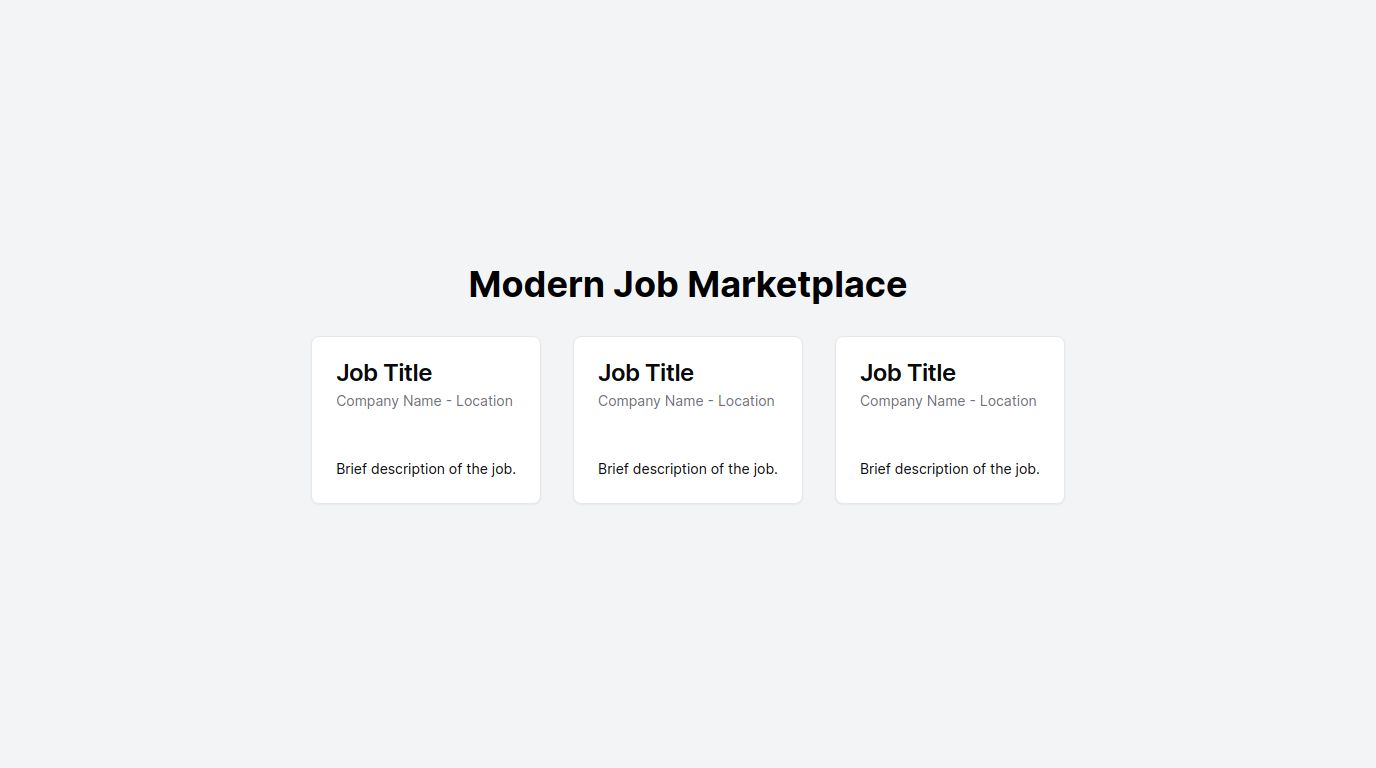 Modern Job Marketplace
Job Title
Company Name - Location
Brief description of the job.
Job Title
Company Name - Location
Brief description of the job.
Job Title
Company Name - Location
Brief description of the job.